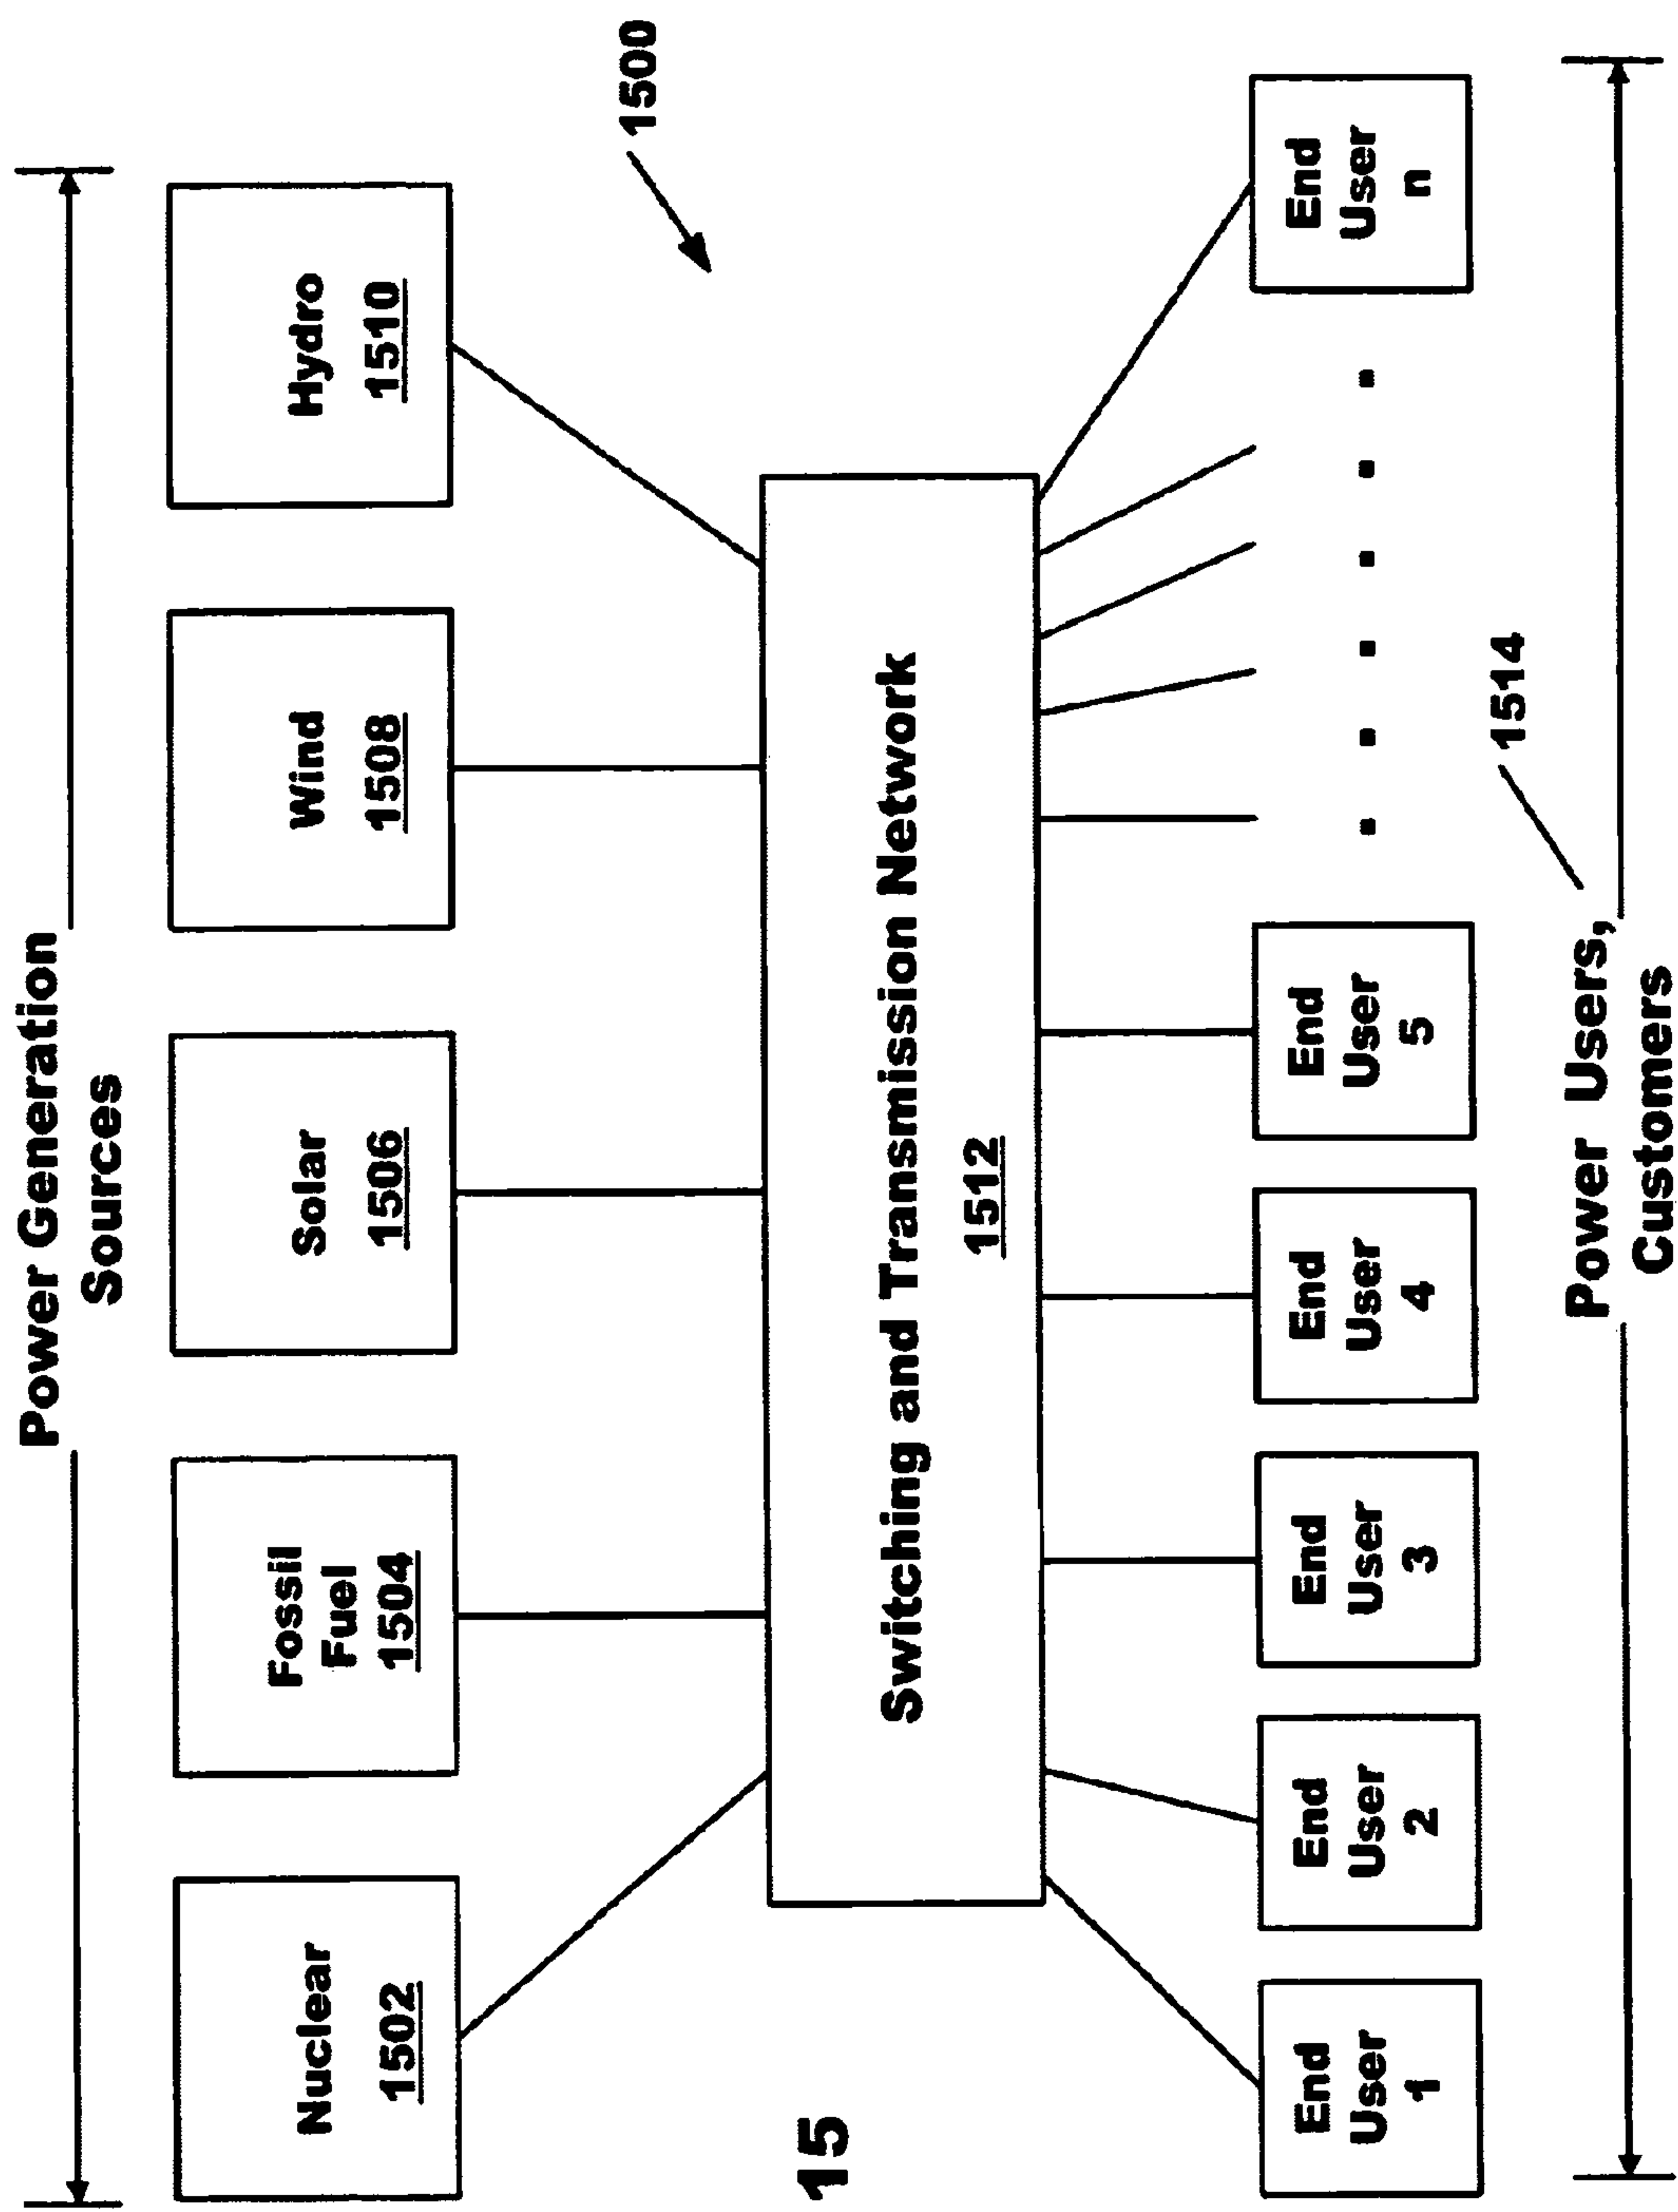 Power Generation
Sources
Nuclear
1502
Fossil
Fuel
1504
Solar
1506
Wind
1508
Hydro
1510
1500
15
Switching and Transmission Network
1512
End
User
1
End
User
2
End
User
3
End
User
4
End
User
5
End
User
n
1514
Power Users,
Customers